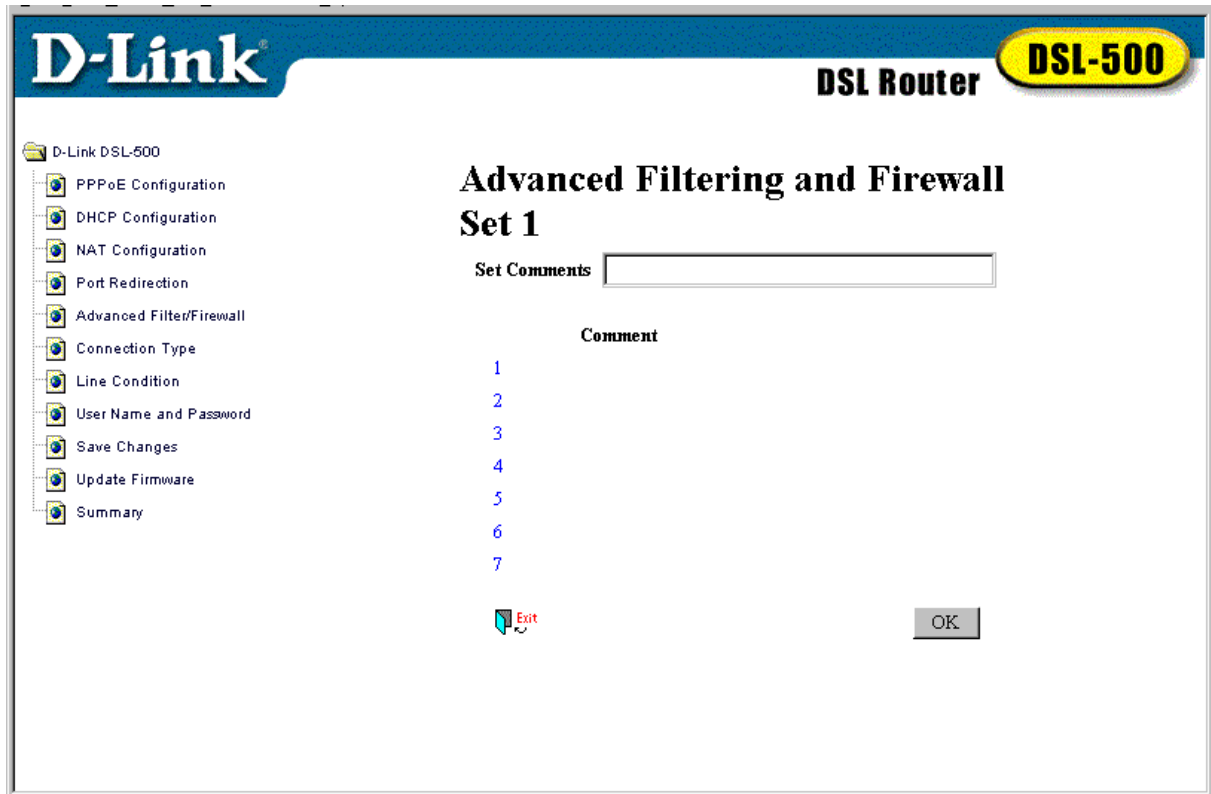 D-Link
DSL Router
DSL-500
D-Link DSL-500
PPPoE Configuration
DHCP Configuration
NAT Configuration
Port Redirection
Advanced Filter/Firewall
Connection Type
Line Condition
User Name and Password
Save Changes
Update Firmware
Summary
Advanced Filtering and Firewall
Set 1
Set Comments
Comment
1
2
3
4
5
6
7
Exit
OK